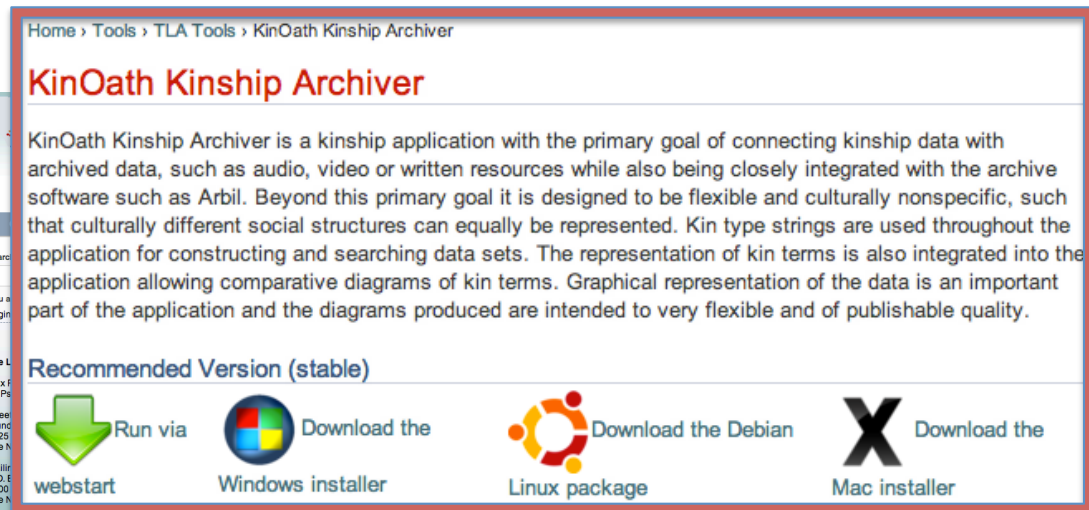 Home › Tools › TLA Tools › KinOath Kinship Archiver
KinOath Kinship Archiver
KinOath Kinship Archiver is a kinship application with the primary goal of connecting kinship data with
archived data, such as audio, video or written resources while also being closely integrated with the archive
software such as Arbil. Beyond this primary goal it is designed to be flexible and culturally nonspecific, such
that culturally different social structures can equally be represented. Kin type strings are used throughout the
application for constructing and searching data sets. The representation of kin terms is also integrated into the
application allowing comparative diagrams of kin terms. Graphical representation of the data is an important
part of the application and the diagrams produced are intended to very flexible and of publishable quality.
Recommended Version (stable)
Run via
webstart
Download the
Windows installer
Download the Debian
Linux package
Download the
Mac installer